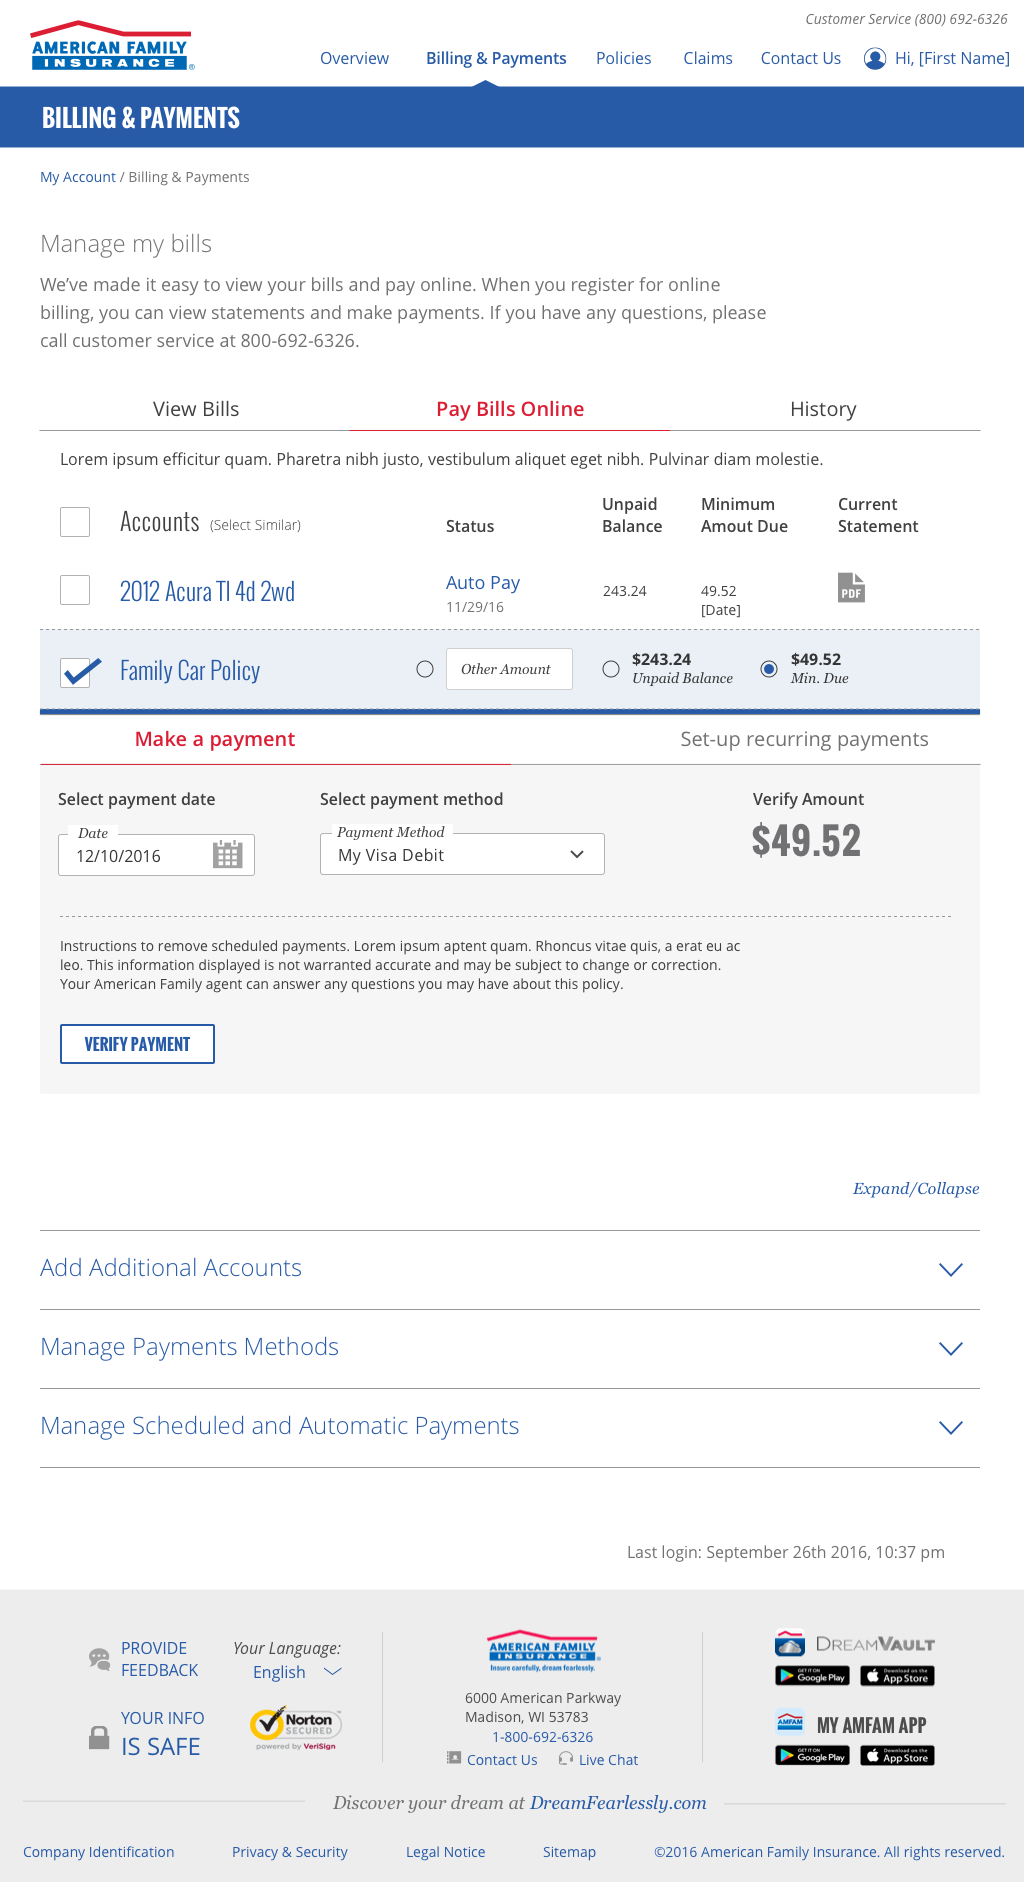 Customer Service (800) 692-6326
AMERICAN FAMILY
INSURANCE ®
Overview Billing & Payments Policies Claims Contact Us Hi, [First Name]
BILLING & PAYMENTS
My Account / Billing & Payments
Manage my bills
We’ve made it easy to view your bills and pay online. When you register for online
billing, you can view statements and make payments. If you have any questions, please
call customer service at 800-692-6326.
View Bills Pay Bills Online History
Lorem ipsum efficitur quam. Pharetra nibh justo, vestibulum aliquet eget nibh. Pulvinar diam molestie.
Accounts (Select Similar) Status Unpaid Balance Minimum Amout Due Current Statement
2012 Acura Tl 4d 2wd Auto Pay 243.24 49.52 PDF
11/29/16 [Date]
Family Car Policy Other Amount $243.24 $49.52
Unpaid Balance Min. Due
Make a payment Set-up recurring payments
Select payment date Select payment method Verify Amount
Date Payment Method
12/10/2016 My Visa Debit $49.52
Instructions to remove scheduled payments. Lorem ipsum aptent quam. Rhoncus vitae quis, a erat eu ac
leo. This information displayed is not warranted accurate and may be subject to change or correction.
Your American Family agent can answer any questions you may have about this policy.
VERIFY PAYMENT
Expand/Collapse
Add Additional Accounts
Manage Payments Methods
Manage Scheduled and Automatic Payments
Last login: September 26th 2016, 10:37 pm
PROVIDE
FEEDBACK
Your Language:
English
YOUR INFO
IS SAFE
Norton
SECURED
powered by VeriSign
AMERICAN FAMILY
INSURANCE
Insure carefully, dream fearlessly. ®
6000 American Parkway
Madison, WI 53783
1-800-692-6326
Contact Us Live Chat
DREAMVAULT
GET IT ON
Google Play
Download on the
App Store
AMFAM
MY AMFAM APP
GET IT ON
Google Play
Download on the
App Store
Discover your dream at DreamFearlessly.com
Company Identification Privacy & Security Legal Notice Sitemap ©2016 American Family Insurance. All rights reserved.